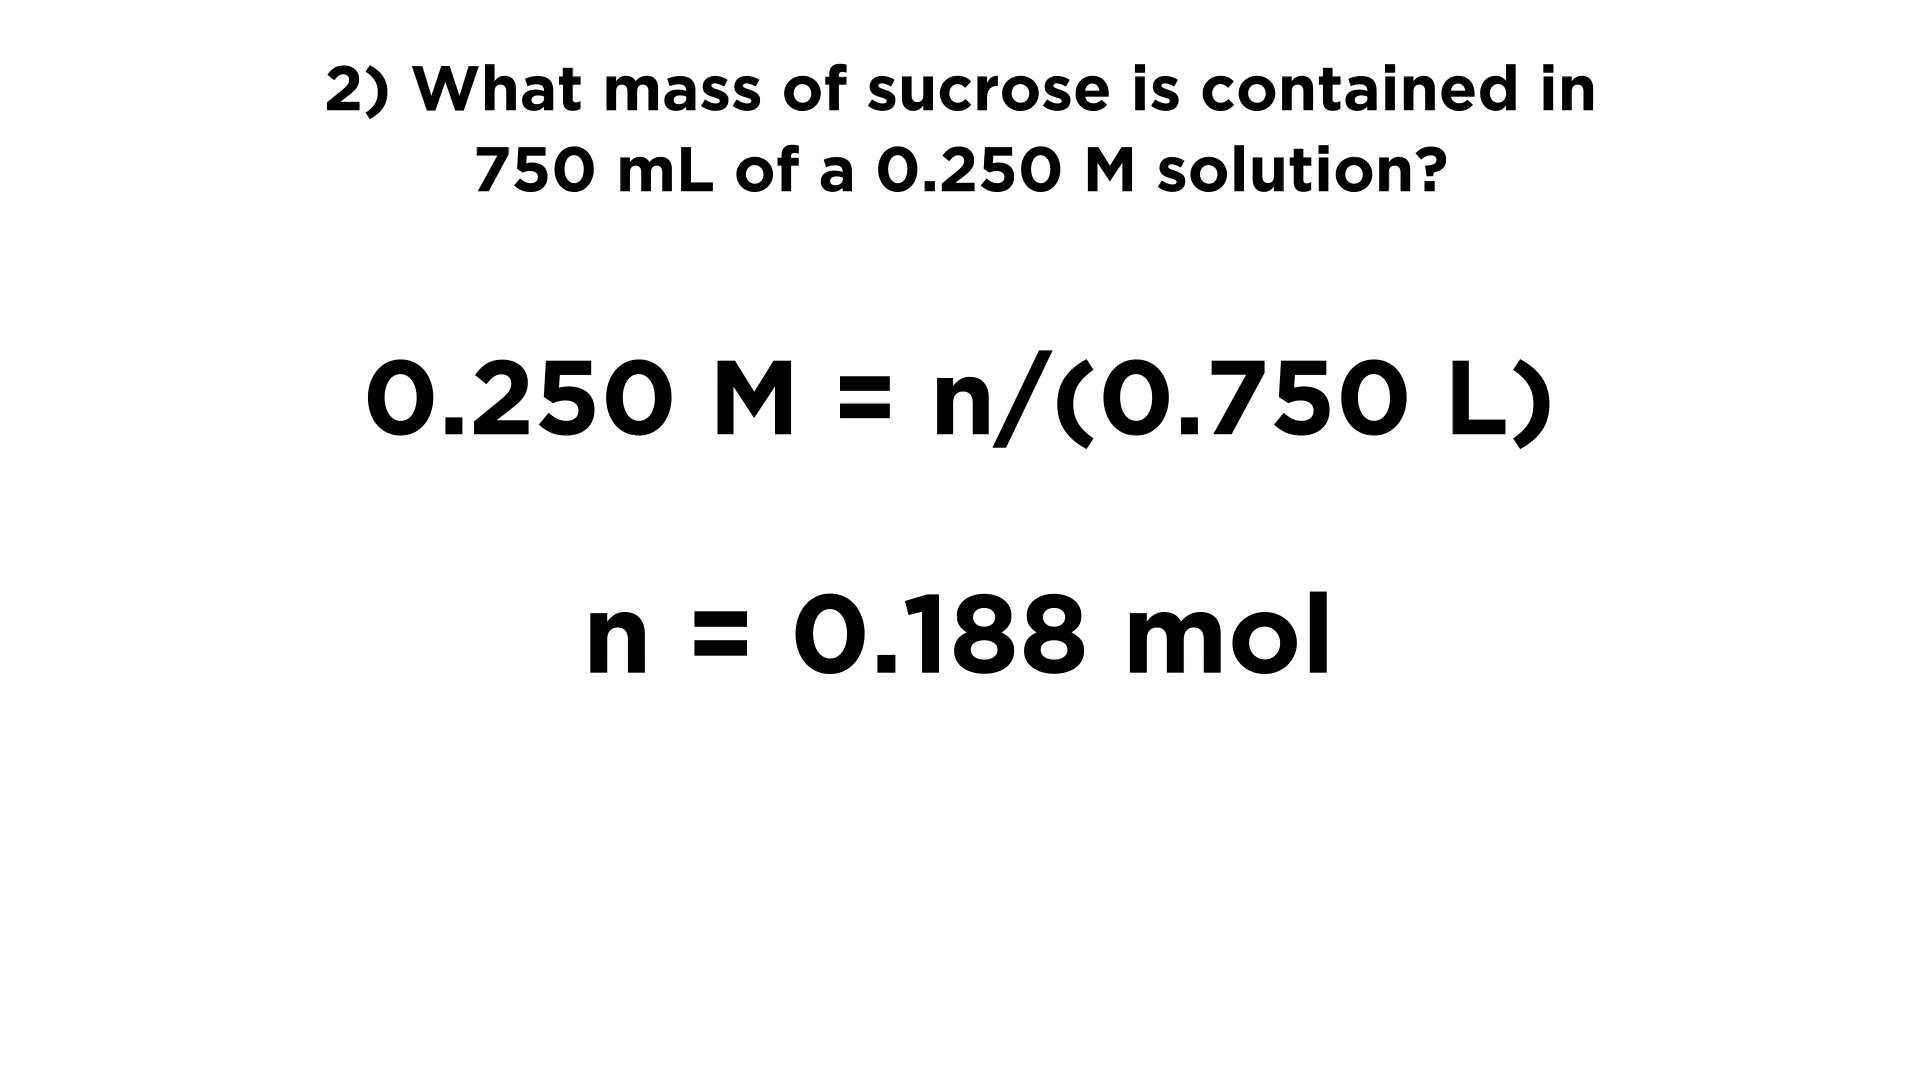 2) What mass of sucrose is contained in
750 mL of a 0.250 M solution?
0.250 M = n/(0.750 L)
n = 0.188 mol